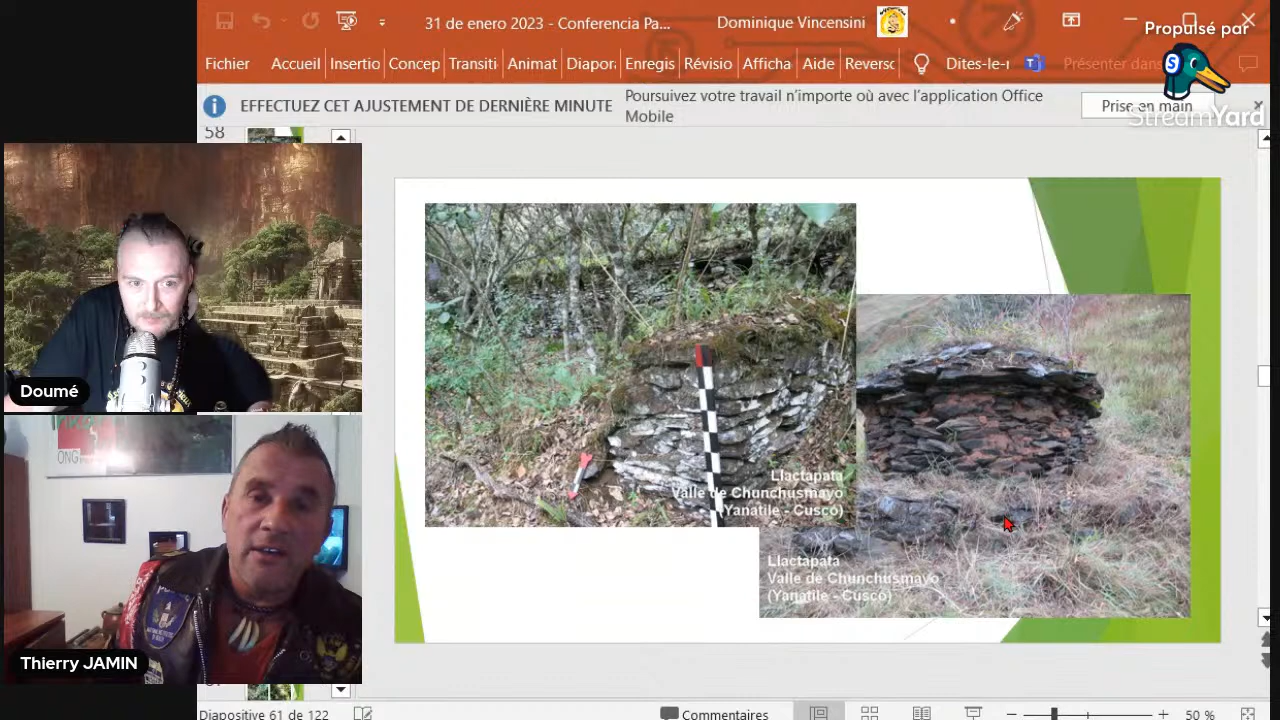 31 de enero 2023 - Conferencia Pa...
Dominique Vincensini
Propulsé par
S
StreamYard
Fichier
Accueil
Insertio
Concep
Transiti
Animat
Diapora
Enregis
Révisio
Afficha
Aide
Reversc
Dites-le-r
Présenter dans
EFFECTUEZ CET AJUSTEMENT DE DERNIÈRE MINUTE
Poursuivez votre travail n'importe où avec l'application Office
Mobile
Prise en main
58
Doumé
ONG
Thierry JAMIN
Llactapata
Valle de Chunchusmayo
(Yanatile - Cusco)
Llactapata
Valle de Chunchusmayo
(Yanatile - Cusco)
Diapositive 61 de 122
Commentaires
50 %